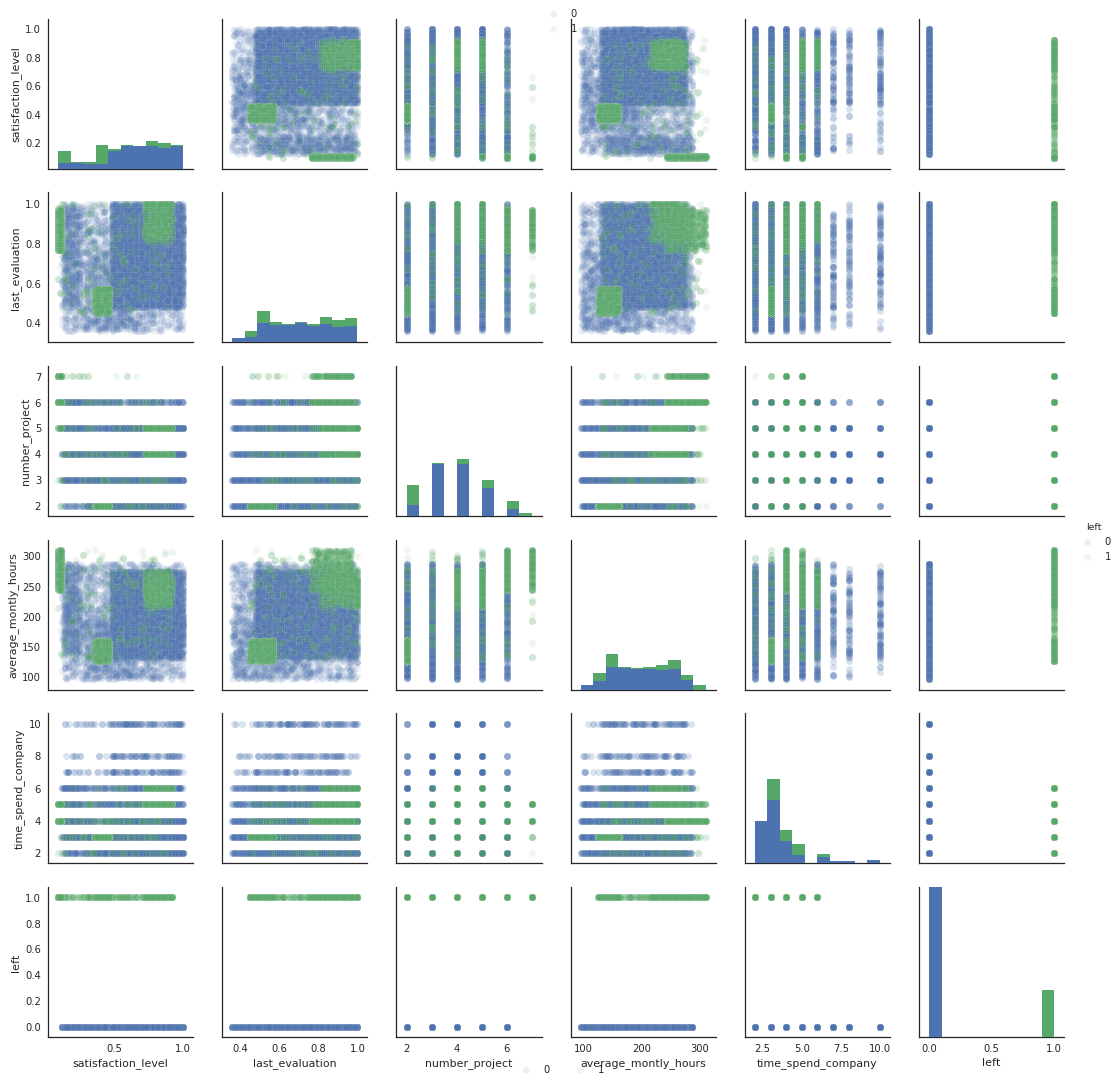 0
1
satisfaction_level
1.0
0.8
0.6
0.4
0.2
last_evaluation
1.0
0.8
0.6
0.4
number_project
7
6
5
4
3
2
left
0
1
average_montly_hours
300
250
200
150
100
time_spend_company
10
8
6
4
2
left
1.0
0.8
0.6
0.4
0.2
0.0
0.5 1.0
0.4 0.6 0.8 1.0
2 4 6
100 200 300
2.5 5.0 7.5 10.0
0.0 0.5 1.0
satisfaction_level last_evaluation number_project average_montly_hours time_spend_company left
0 1